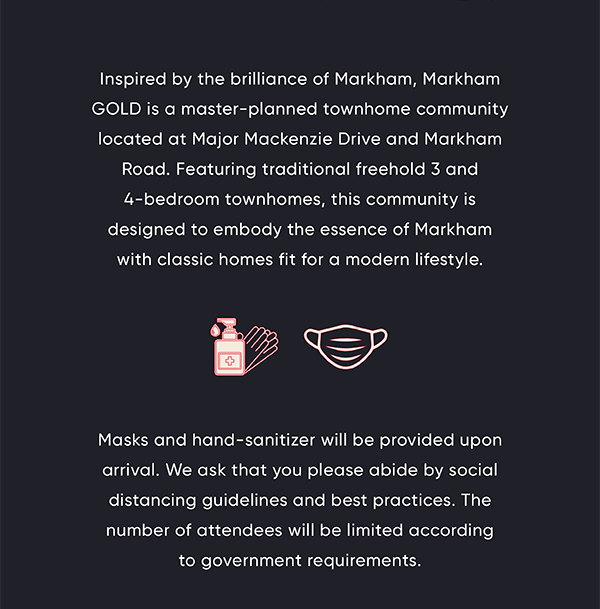 Inspired by the brilliance of Markham, Markham
GOLD is a master-planned townhome community
located at Major Mackenzie Drive and Markham
Road. Featuring traditional freehold 3 and
4-bedroom townhomes, this community is
designed to embody the essence of Markham
with classic homes fit for a modern lifestyle.
Masks and hand-sanitizer will be provided upon
arrival. We ask that you please abide by social
distancing guidelines and best practices. The
number of attendees will be limited according
to government requirements.